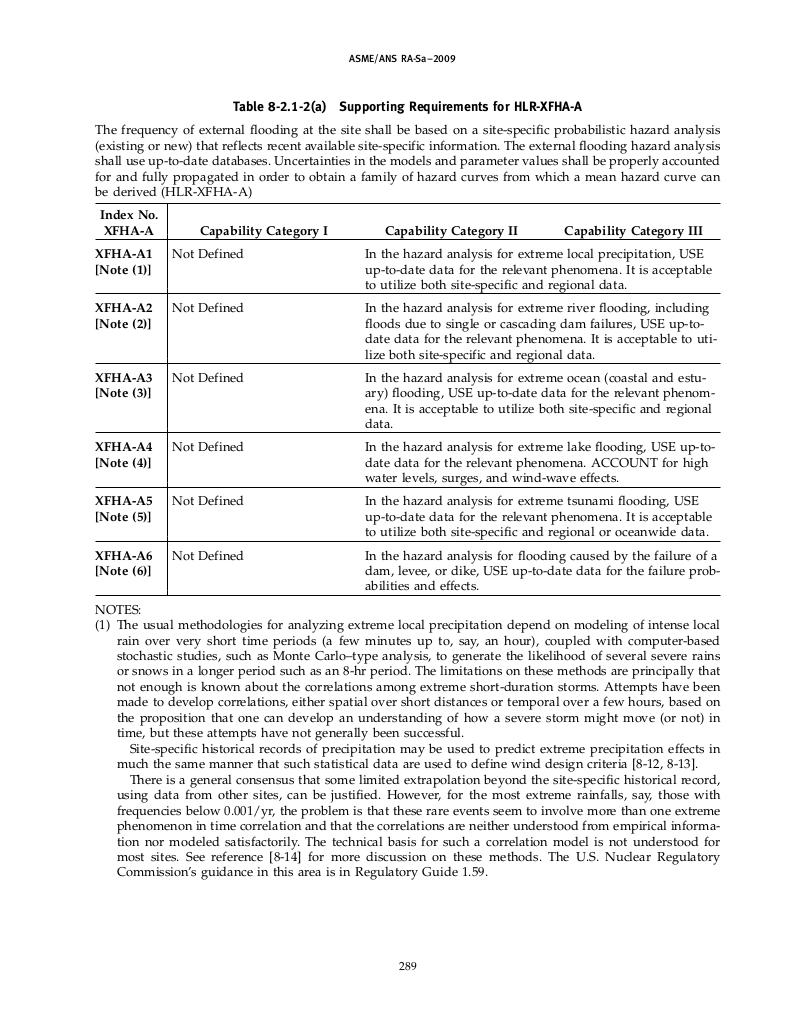 ASME/ANS RA-Sa–2009
Table 8-2.1-2(a) Supporting Requirements for HLR-XFHA-A
The frequency of external flooding at the site shall be based on a site-specific probabilistic hazard analysis
(existing or new) that reflects recent available site-specific information. The external flooding hazard analysis
shall use up-to-date databases. Uncertainties in the models and parameter values shall be properly accounted
for and fully propagated in order to obtain a family of hazard curves from which a mean hazard curve can
be derived (HLR-XFHA-A)
Index No.
XFHA-A Capability Category I Capability Category II Capability Category III
XFHA-A1 Not Defined In the hazard analysis for extreme local precipitation, USE
[Note (1)] up-to-date data for the relevant phenomena. It is acceptable
to utilize both site-specific and regional data.
XFHA-A2 Not Defined In the hazard analysis for extreme river flooding, including
[Note (2)] floods due to single or cascading dam failures, USE up-to-
date data for the relevant phenomena. It is acceptable to uti-
lize both site-specific and regional data.
XFHA-A3 Not Defined In the hazard analysis for extreme ocean (coastal and estu-
[Note (3)] ary) flooding, USE up-to-date data for the relevant phenom-
ena. It is acceptable to utilize both site-specific and regional
data.
XFHA-A4 Not Defined In the hazard analysis for extreme lake flooding, USE up-to-
[Note (4)] date data for the relevant phenomena. ACCOUNT for high
water levels, surges, and wind-wave effects.
XFHA-A5 Not Defined In the hazard analysis for extreme tsunami flooding, USE
[Note (5)] up-to-date data for the relevant phenomena. It is acceptable
to utilize both site-specific and regional or oceanwide data.
XFHA-A6 Not Defined In the hazard analysis for flooding caused by the failure of a
[Note (6)] dam, levee, or dike, USE up-to-date data for the failure prob-
abilities and effects.
NOTES:
(1) The usual methodologies for analyzing extreme local precipitation depend on modeling of intense local
rain over very short time periods (a few minutes up to, say, an hour), coupled with computer-based
stochastic studies, such as Monte Carlo–type analysis, to generate the likelihood of several severe rains
or snows in a longer period such as an 8-hr period. The limitations on these methods are principally that
not enough is known about the correlations among extreme short-duration storms. Attempts have been
made to develop correlations, either spatial over short distances or temporal over a few hours, based on
the proposition that one can develop an understanding of how a severe storm might move (or not) in
time, but these attempts have not generally been successful.
Site-specific historical records of precipitation may be used to predict extreme precipitation effects in
much the same manner that such statistical data are used to define wind design criteria [8-12, 8-13].
There is a general consensus that some limited extrapolation beyond the site-specific historical record,
using data from other sites, can be justified. However, for the most extreme rainfalls, say, those with
frequencies below 0.001/yr, the problem is that these rare events seem to involve more than one extreme
phenomenon in time correlation and that the correlations are neither understood from empirical informa-
tion nor modeled satisfactorily. The technical basis for such a correlation model is not understood for
most sites. See reference [8-14] for more discussion on these methods. The U.S. Nuclear Regulatory
Commission's guidance in this area is in Regulatory Guide 1.59.
289